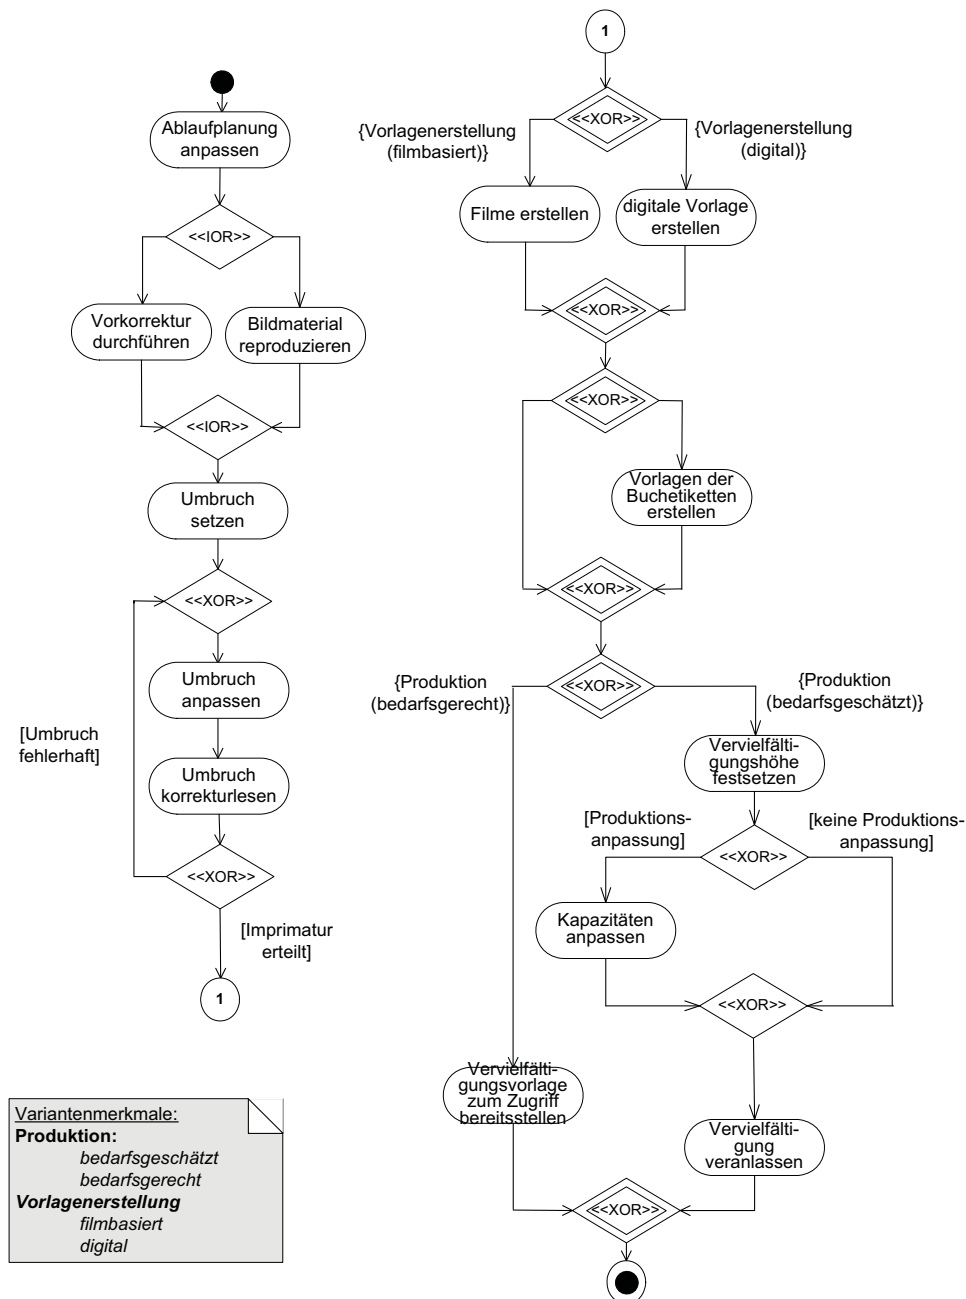 Ablaufplanung
anpassen
<<IOR>>
Vorkorrektur
durchführen
Bildmaterial
reproduzieren
<<IOR>>
Umbruch
setzen
<<XOR>>
Umbruch
anpassen
[Umbruch
fehlerhaft]
Umbruch
korrekturlesen
<<XOR>>
[Imprimatur
erteilt]
1
Variantenmerkmale:
Produktion:
bedarfsgeschätzt
bedarfsgerecht
Vorlagenerstellung
filmbasiert
digital
1
<<XOR>>
{Vorlagenerstellung
(filmbasiert)}
{Vorlagenerstellung
(digital)}
Filme erstellen
digitale Vorlage
erstellen
<<XOR>>
<<XOR>>
Vorlagen der
Buchetiketten
erstellen
<<XOR>>
<<XOR>>
{Produktion
(bedarfsgerecht)}
{Produktion
(bedarfsgeschätzt)}
Vervielfälti-
gungshöhe
festsetzen
[Produktions-
anpassung]
[keine Produktions-
anpassung]
<<XOR>>
Kapazitäten
anpassen
<<XOR>>
Vervielfälti-
gungsvorlage
zum Zugriff
bereitsstellen
Vervielfälti-
gung
veranlassen
<<XOR>>